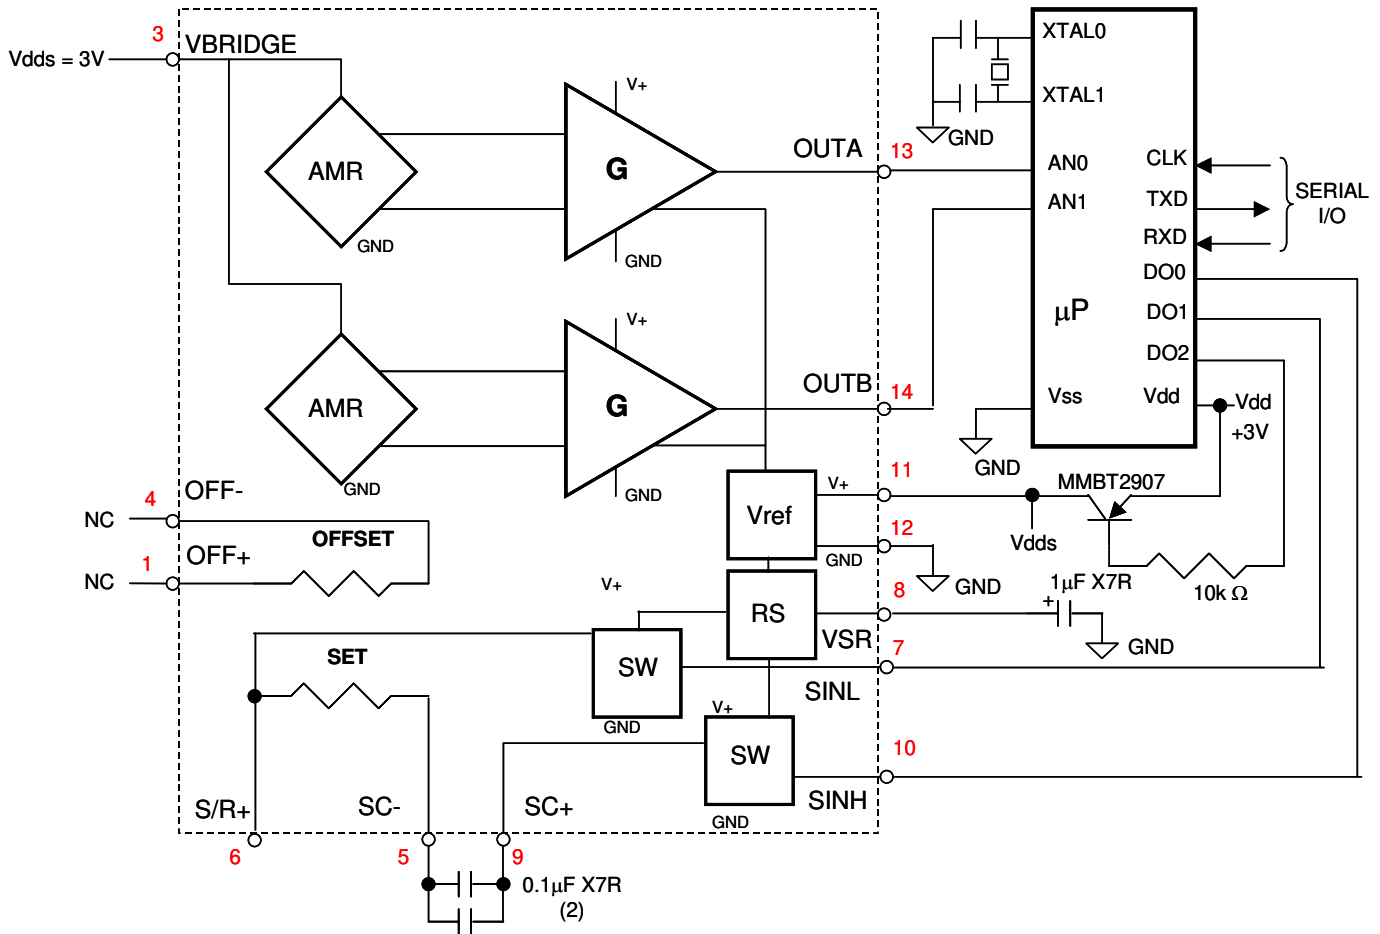 3
VBRIDGE
Vdds = 3V
AMR
GND
V+
G
GND
OUTA
13
XTAL0
XTAL1
GND
AN0
AN1
µP
Vss
GND
CLK
TXD
RXD
SERIAL
I/O
DO0
DO1
DO2
Vdd
Vdd
+3V
AMR
GND
V+
G
GND
OUTB
14
4
OFF-
NC
OFFSET
1
OFF+
NC
Vref
V+
11
GND
12
GND
Vdds
MMBT2907
10k Ω
RS
8
VSR
1µF X7R
+
GND
V+
SW
GND
7
SINL
SET
V+
SW
GND
10
SINH
S/R+
6
SC-
5
SC+
9
0.1µF X7R
(2)